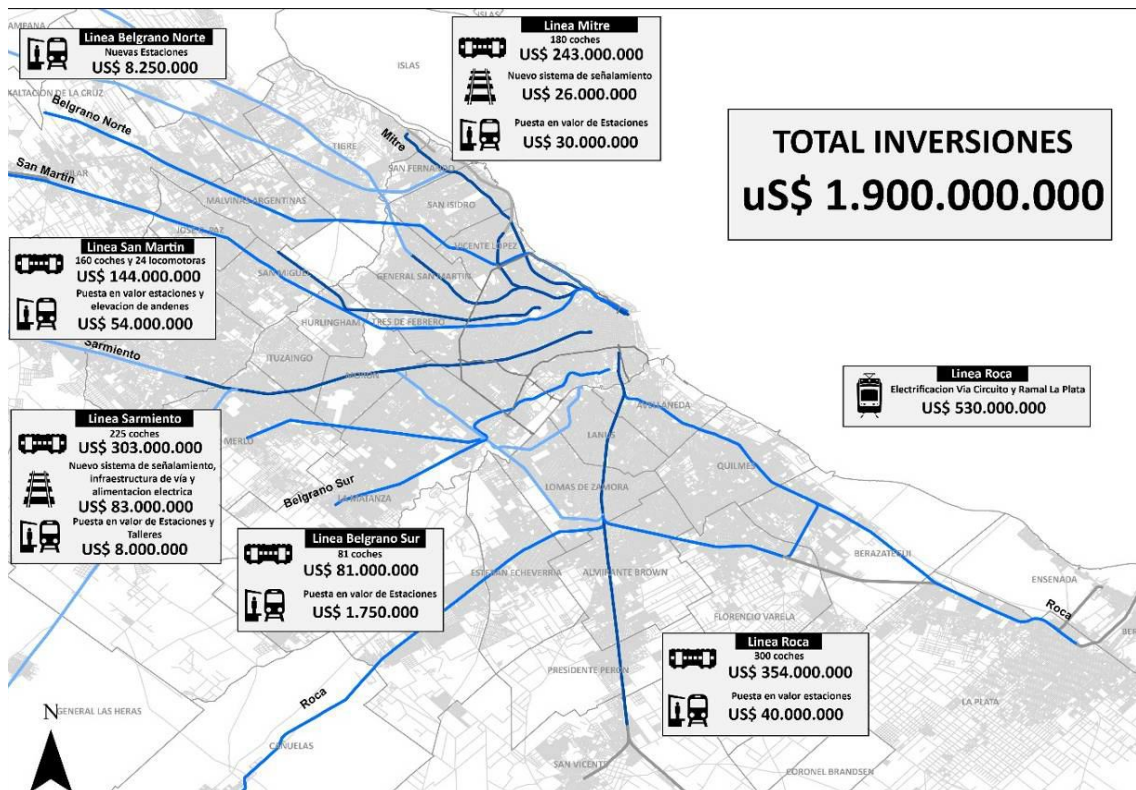 Linea Belgrano Norte
Nuevas Estaciones
US$ 8.250.000
Linea Mitre
180 coches
US$ 243.000.000
Nuevo sistema de señalamiento
US$ 26.000.000
Puesta en valor de Estaciones
US$ 30.000.000
TOTAL INVERSIONES
uS$ 1.900.000.000
Linea San Martin
160 coches y 24 locomotoras
US$ 144.000.000
Puesta en valor estaciones y
elevacion de andenes
US$ 54.000.000
Linea Roca
Electrificacion Via Circuito y Ramal La Plata
US$ 530.000.000
Linea Sarmiento
225 coches
US$ 303.000.000
Nuevo sistema de señalamiento,
infraestructura de vía y
alimentacion electrica
US$ 83.000.000
Puesta en valor de Estaciones y
Talleres
US$ 8.000.000
Linea Belgrano Sur
81 coches
US$ 81.000.000
Puesta en valor de Estaciones
US$ 1.750.000
Linea Roca
300 coches
US$ 354.000.000
Puesta en valor estaciones
US$ 40.000.000
Belgrano Norte
San Martín
Mitre
Sarmiento
Belgrano Sur
Roca
Roca
N
ISLAS
ISLAS
TIGRE
SAN FERNANDO
SAN ISIDRO
VICENTE LOPEZ
MALVINAS ARGENTINAS
SAN MIGUEL
GENERAL SAN MARTIN
HURLINGHAM
TRES DE FEBRERO
ITUZAINGO
MORON
MERLO
LA MATANZA
AVELLANEDA
LANUS
QUILMES
LOMAS DE ZAMORA
BERAZATEGUI
ENSENADA
ESTEBAN ECHEVERRIA
ALMIRANTE BROWN
FLORENCIO VARELA
PRESIDENTE PERON
LA PLATA
GENERAL LAS HERAS
CAÑUELAS
SAN VICENTE
CORONEL BRANDSEN